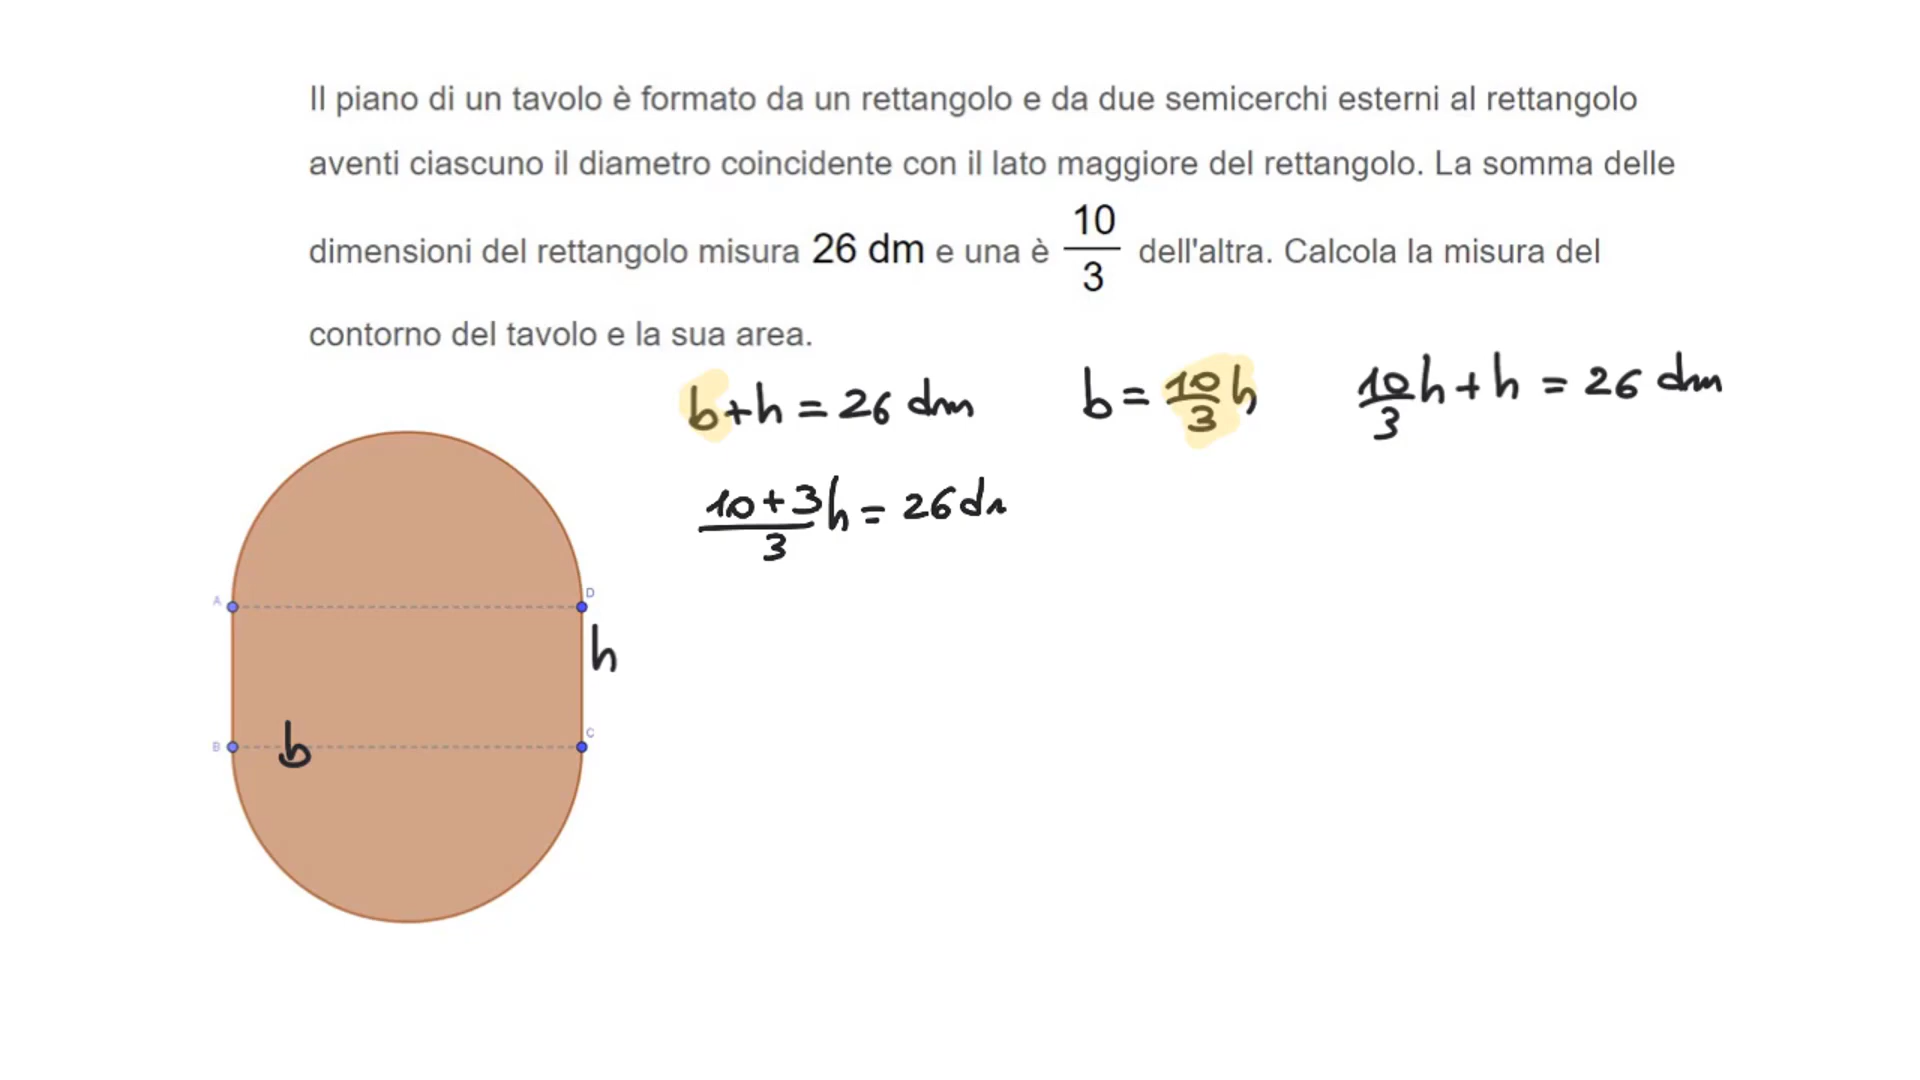 Il piano di un tavolo è formato da un rettangolo e da due semicerchi esterni al rettangolo
aventi ciascuno il diametro coincidente con il lato maggiore del rettangolo. La somma delle
dimensioni del rettangolo misura 26 dm e una è 10/3 dell'altra. Calcola la misura del
contorno del tavolo e la sua area.
b+h = 26 dm b = 10/3 h 10/3 h + h = 26 dm
10+3/3 h = 26 d
A D
h
B b C